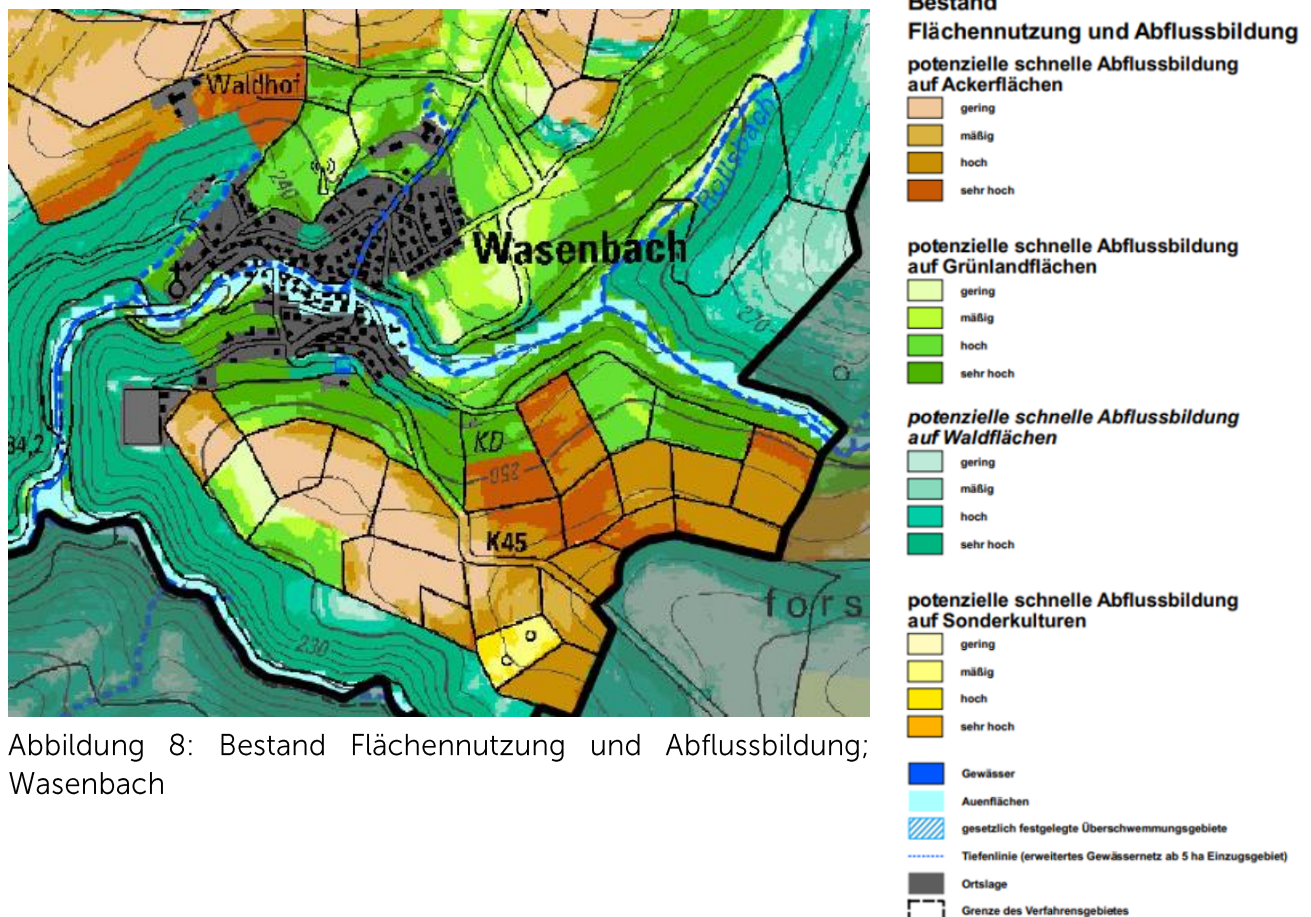 Waldhof
240
Rollsbach
Wasenbach
270
34,2
KD
250
K45
fors
230
Abbildung 8: Bestand Flächennutzung und Abflussbildung;
Wasenbach
Bestand
Flächennutzung und Abflussbildung
potenzielle schnelle Abflussbildung
auf Ackerflächen
gering
mäßig
hoch
sehr hoch
potenzielle schnelle Abflussbildung
auf Grünlandflächen
gering
mäßig
hoch
sehr hoch
potenzielle schnelle Abflussbildung
auf Waldflächen
gering
mäßig
hoch
sehr hoch
potenzielle schnelle Abflussbildung
auf Sonderkulturen
gering
mäßig
hoch
sehr hoch
Gewässer
Auenflächen
gesetzlich festgelegte Überschwemmungsgebiete
Tiefenlinie (erweitertes Gewässernetz ab 5 ha Einzugsgebiet)
Ortslage
Grenze des Verfahrensgebietes